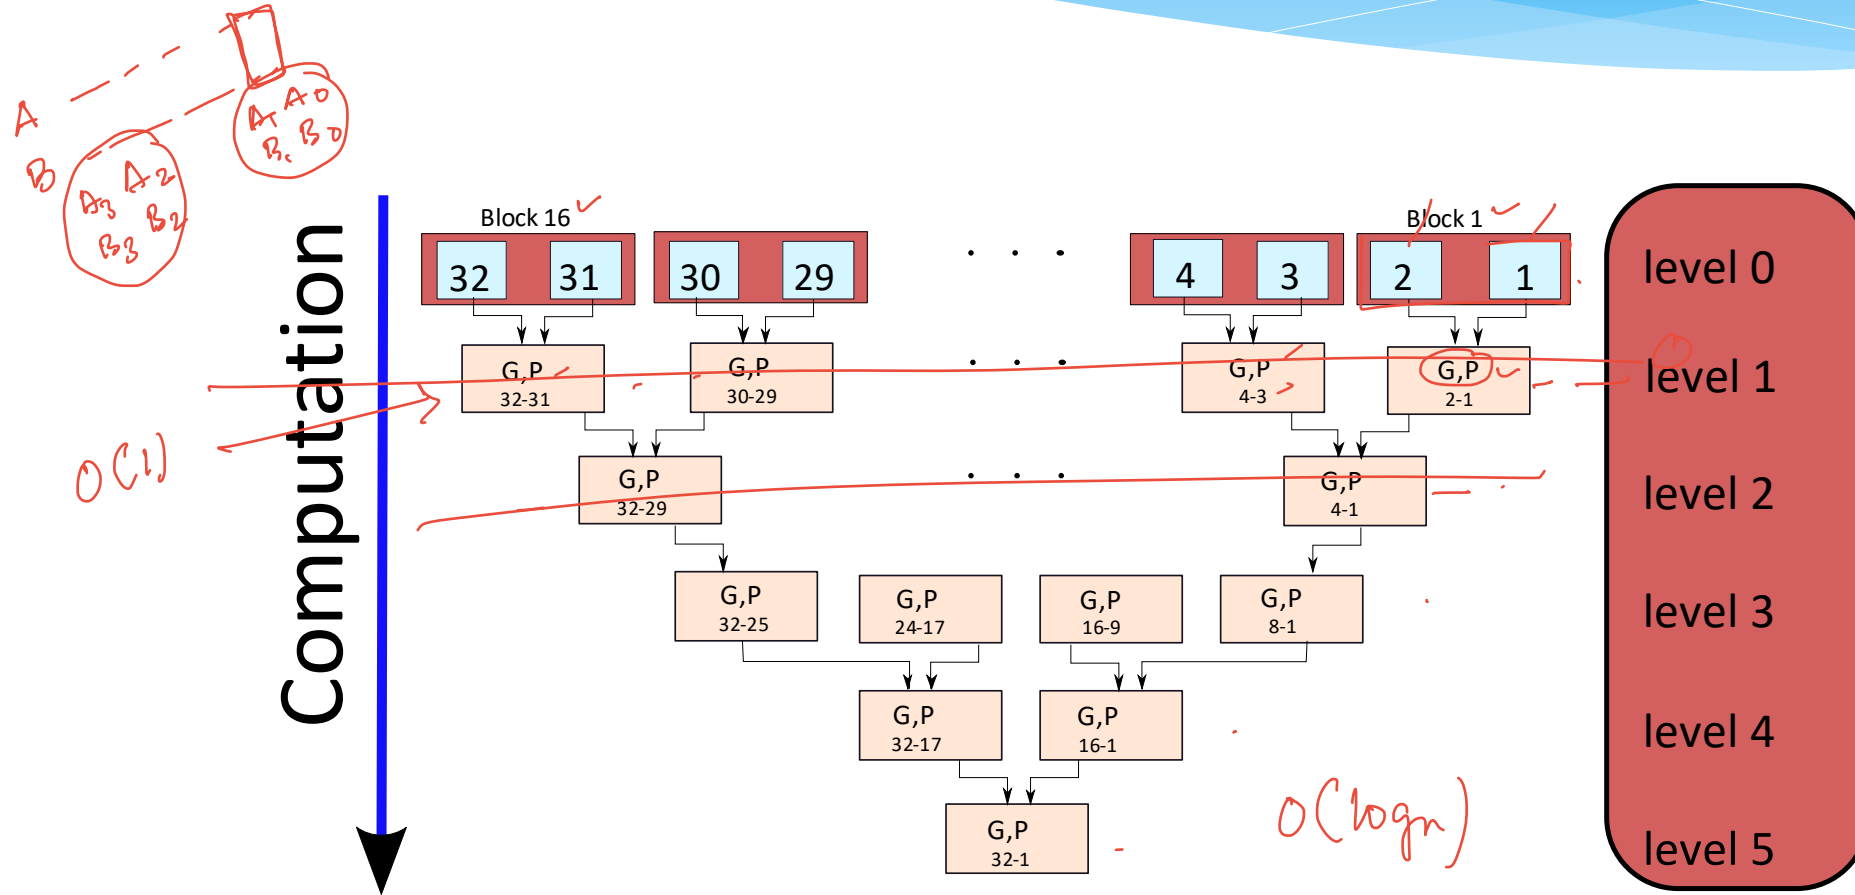 A
B
A1 A0
B1 B0
A3 A2
B3 B2
Computation
Block 16
Block 1
32 31 30 29 . . . 4 3 2 1
level 0
G,P G,P . . . G,P G,P
32-31 30-29 4-3 2-1
level 1
O(1)
G,P . . . G,P
32-29 4-1
level 2
G,P G,P G,P G,P
32-25 24-17 16-9 8-1
level 3
G,P G,P
32-17 16-1
level 4
O(logn)
G,P
32-1
level 5